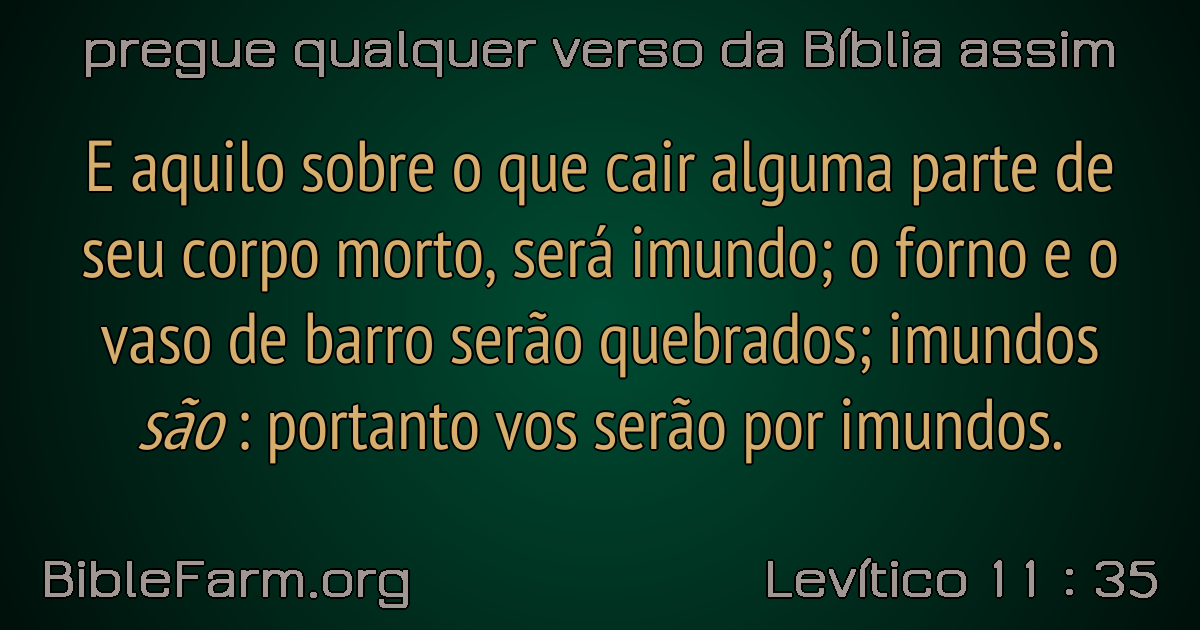 pregue qualquer verso da Bíblia assim
E aquilo sobre o que cair alguma parte de
seu corpo morto, será imundo; o forno e o
vaso de barro serão quebrados; imundos
são : portanto vos serão por imundos.
BibleFarm.org
Levítico 11 : 35